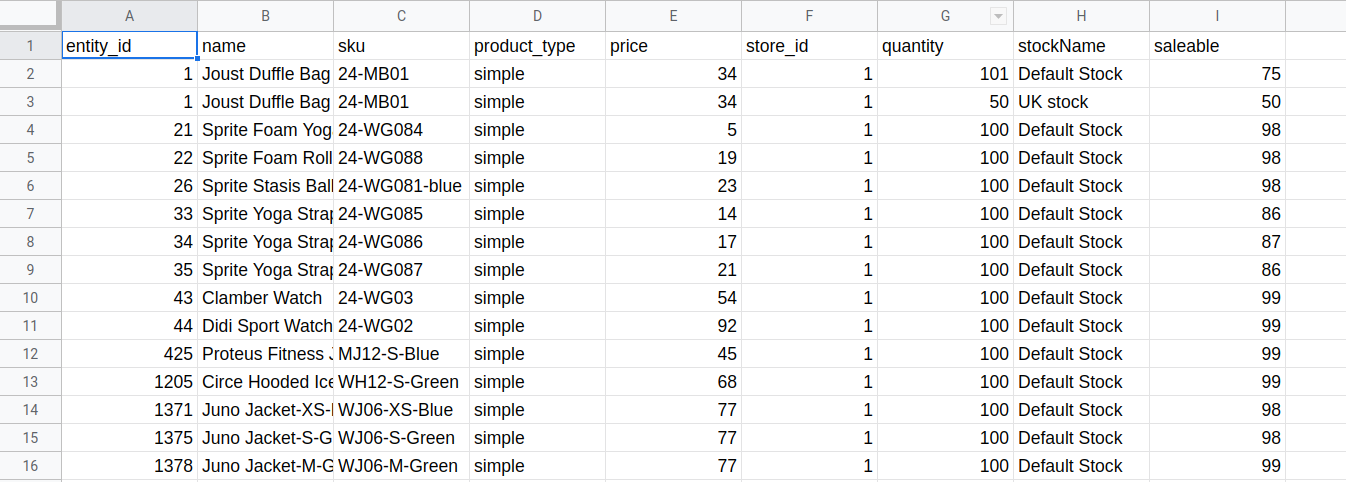 A B C D E F G H I
1 entity_id name sku product_type price store_id quantity stockName saleable
2 1 Joust Duffle Bag 24-MB01 simple 34 1 101 Default Stock 75
3 1 Joust Duffle Bag 24-MB01 simple 34 1 50 UK stock 50
4 21 Sprite Foam Yog 24-WG084 simple 5 1 100 Default Stock 98
5 22 Sprite Foam Roll 24-WG088 simple 19 1 100 Default Stock 98
6 26 Sprite Stasis Ball 24-WG081-blue simple 23 1 100 Default Stock 98
7 33 Sprite Yoga Strap 24-WG085 simple 14 1 100 Default Stock 86
8 34 Sprite Yoga Strap 24-WG086 simple 17 1 100 Default Stock 87
9 35 Sprite Yoga Strap 24-WG087 simple 21 1 100 Default Stock 86
10 43 Clamber Watch 24-WG03 simple 54 1 100 Default Stock 99
11 44 Didi Sport Watch 24-WG02 simple 92 1 100 Default Stock 99
12 425 Proteus Fitness J MJ12-S-Blue simple 45 1 100 Default Stock 99
13 1205 Circe Hooded Ice WH12-S-Green simple 68 1 100 Default Stock 99
14 1371 Juno Jacket-XS- WJ06-XS-Blue simple 77 1 100 Default Stock 98
15 1375 Juno Jacket-S-G WJ06-S-Green simple 77 1 100 Default Stock 98
16 1378 Juno Jacket-M-G WJ06-M-Green simple 77 1 100 Default Stock 99